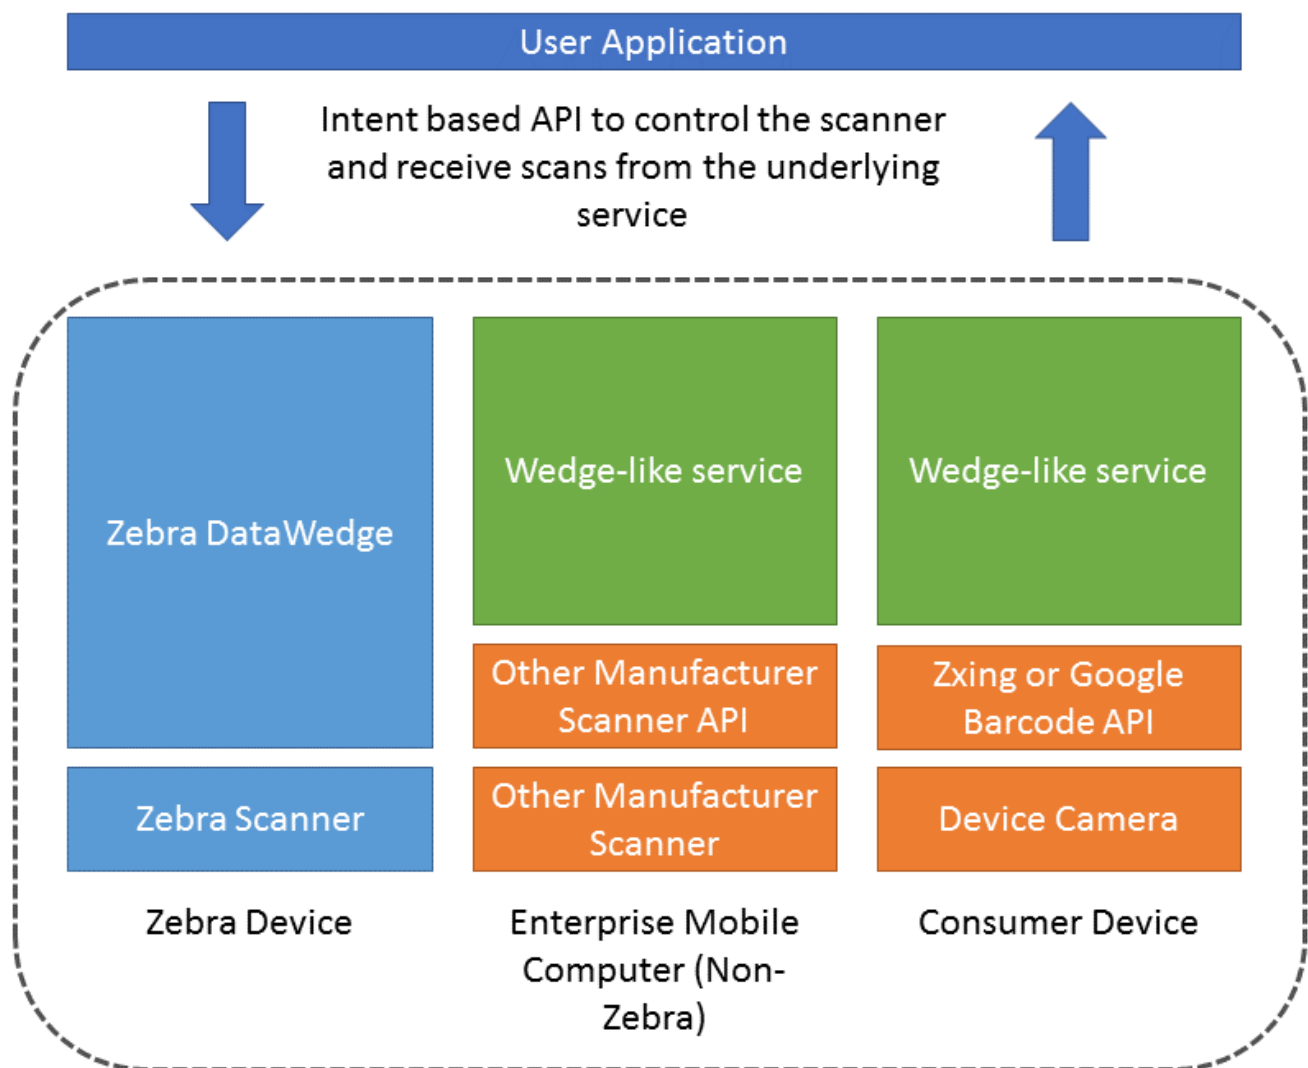 User Application
Intent based API to control the scanner
and receive scans from the underlying
service
Zebra DataWedge
Wedge-like service
Wedge-like service
Other Manufacturer
Scanner API
Zxing or Google
Barcode API
Zebra Scanner
Other Manufacturer
Scanner
Device Camera
Zebra Device
Enterprise Mobile
Computer (Non-
Zebra)
Consumer Device